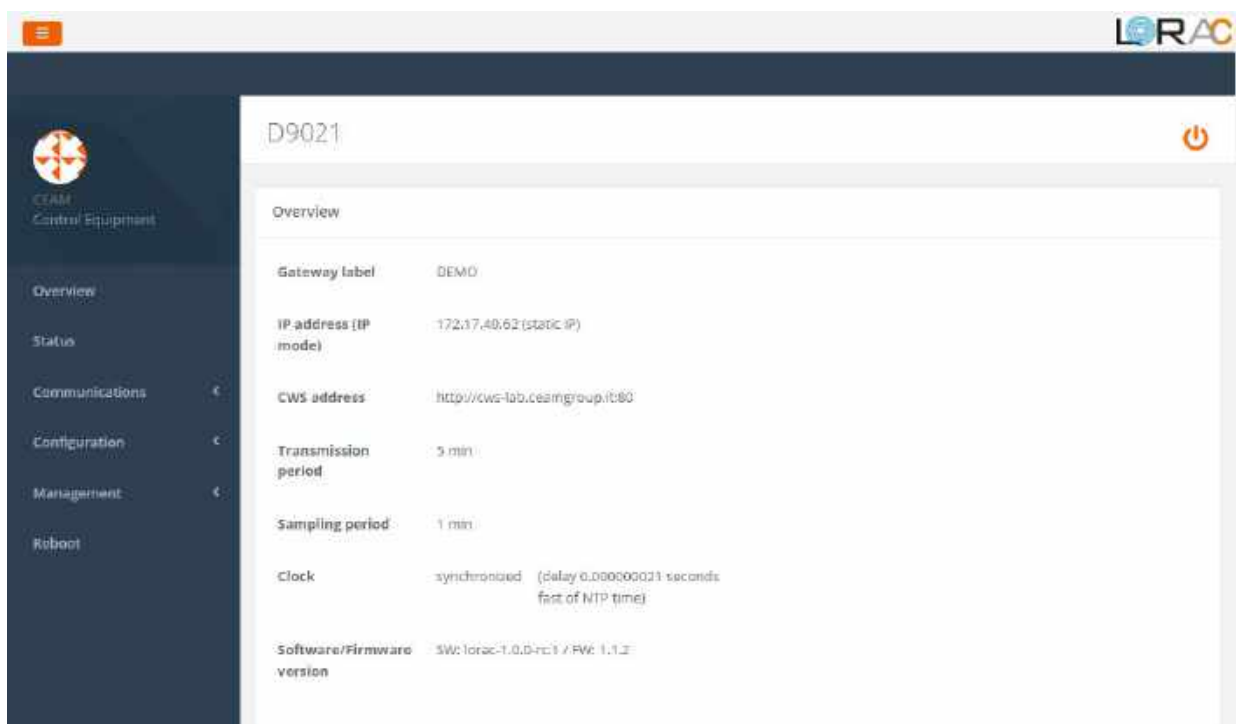 LORAC
D9021
CEAM
Control Equipment
Overview
Status
Communications
Configuration
Management
Reboot
Overview
Gateway label DEMO
IP address (IP
mode)
172.17.40.62 (static IP)
CWS address http://cws-lab.ceamgroup.it:80
Transmission
period
5 min
Sampling period 1 min
Clock synchronized (delay 0.000000021 seconds
fast of NTP time)
Software/Firmware
version
SW: lorac-1.0.0-rc.1 / FW: 1.1.2